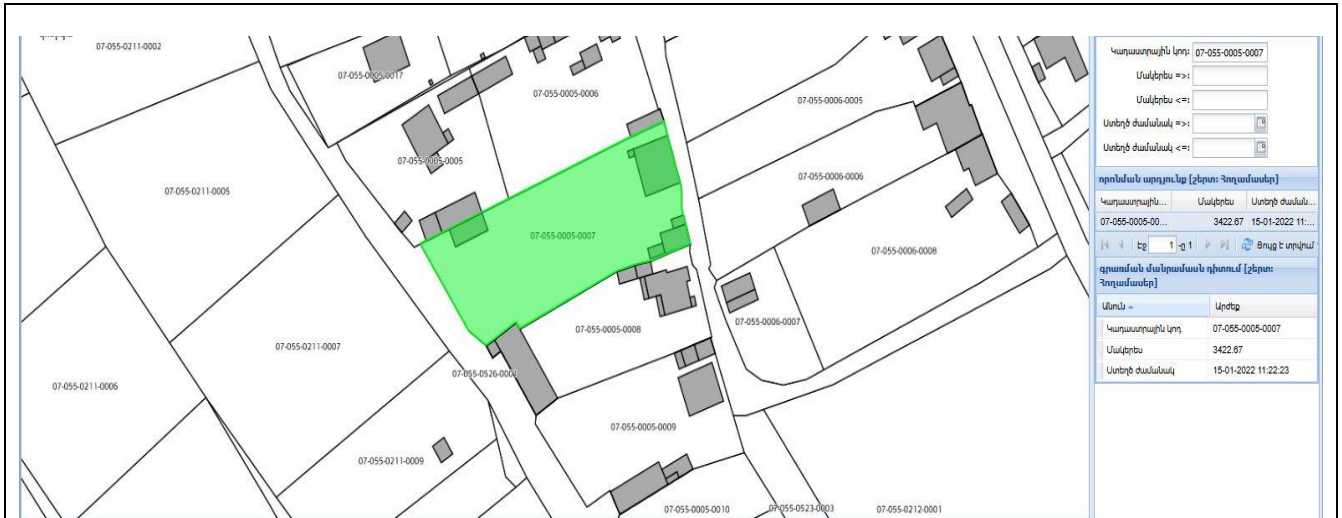 07-055-0211-0002
07-055-0005-0017
07-055-0005-0006
07-055-0006-0005
07-055-0005-0005
07-055-0006-0006
07-055-0211-0005
07-055-0005-0007
07-055-0006-0008
07-055-0006-0007
07-055-0005-0008
07-055-0211-0007
07-055-0526-0001
07-055-0211-0006
07-055-0005-0009
07-055-0211-0009
07-055-0005-0010
07-055-0523-0003
07-055-0212-0001
Կադաստրային կոդ: 07-055-0005-0007
Մակերես =>:
Մակերես <=:
Ստեղծ ժամանակ =>:
Ստեղծ ժամանակ <=:
որոնման արդյունք [շերտ: Հողամասեր]
Կադաստրային... Մակերես Ստեղծ ժաման...
07-055-0005-00... 3422.67 15-01-2022 11:...
Էջ 1 -ը 1 Ցույց է տրվում
գրառման մանրամասն դիտում [շերտ:
Հողամասեր]
Անուն Արժեք
Կադաստրային կոդ 07-055-0005-0007
Մակերես 3422.67
Ստեղծ ժամանակ 15-01-2022 11:22:23